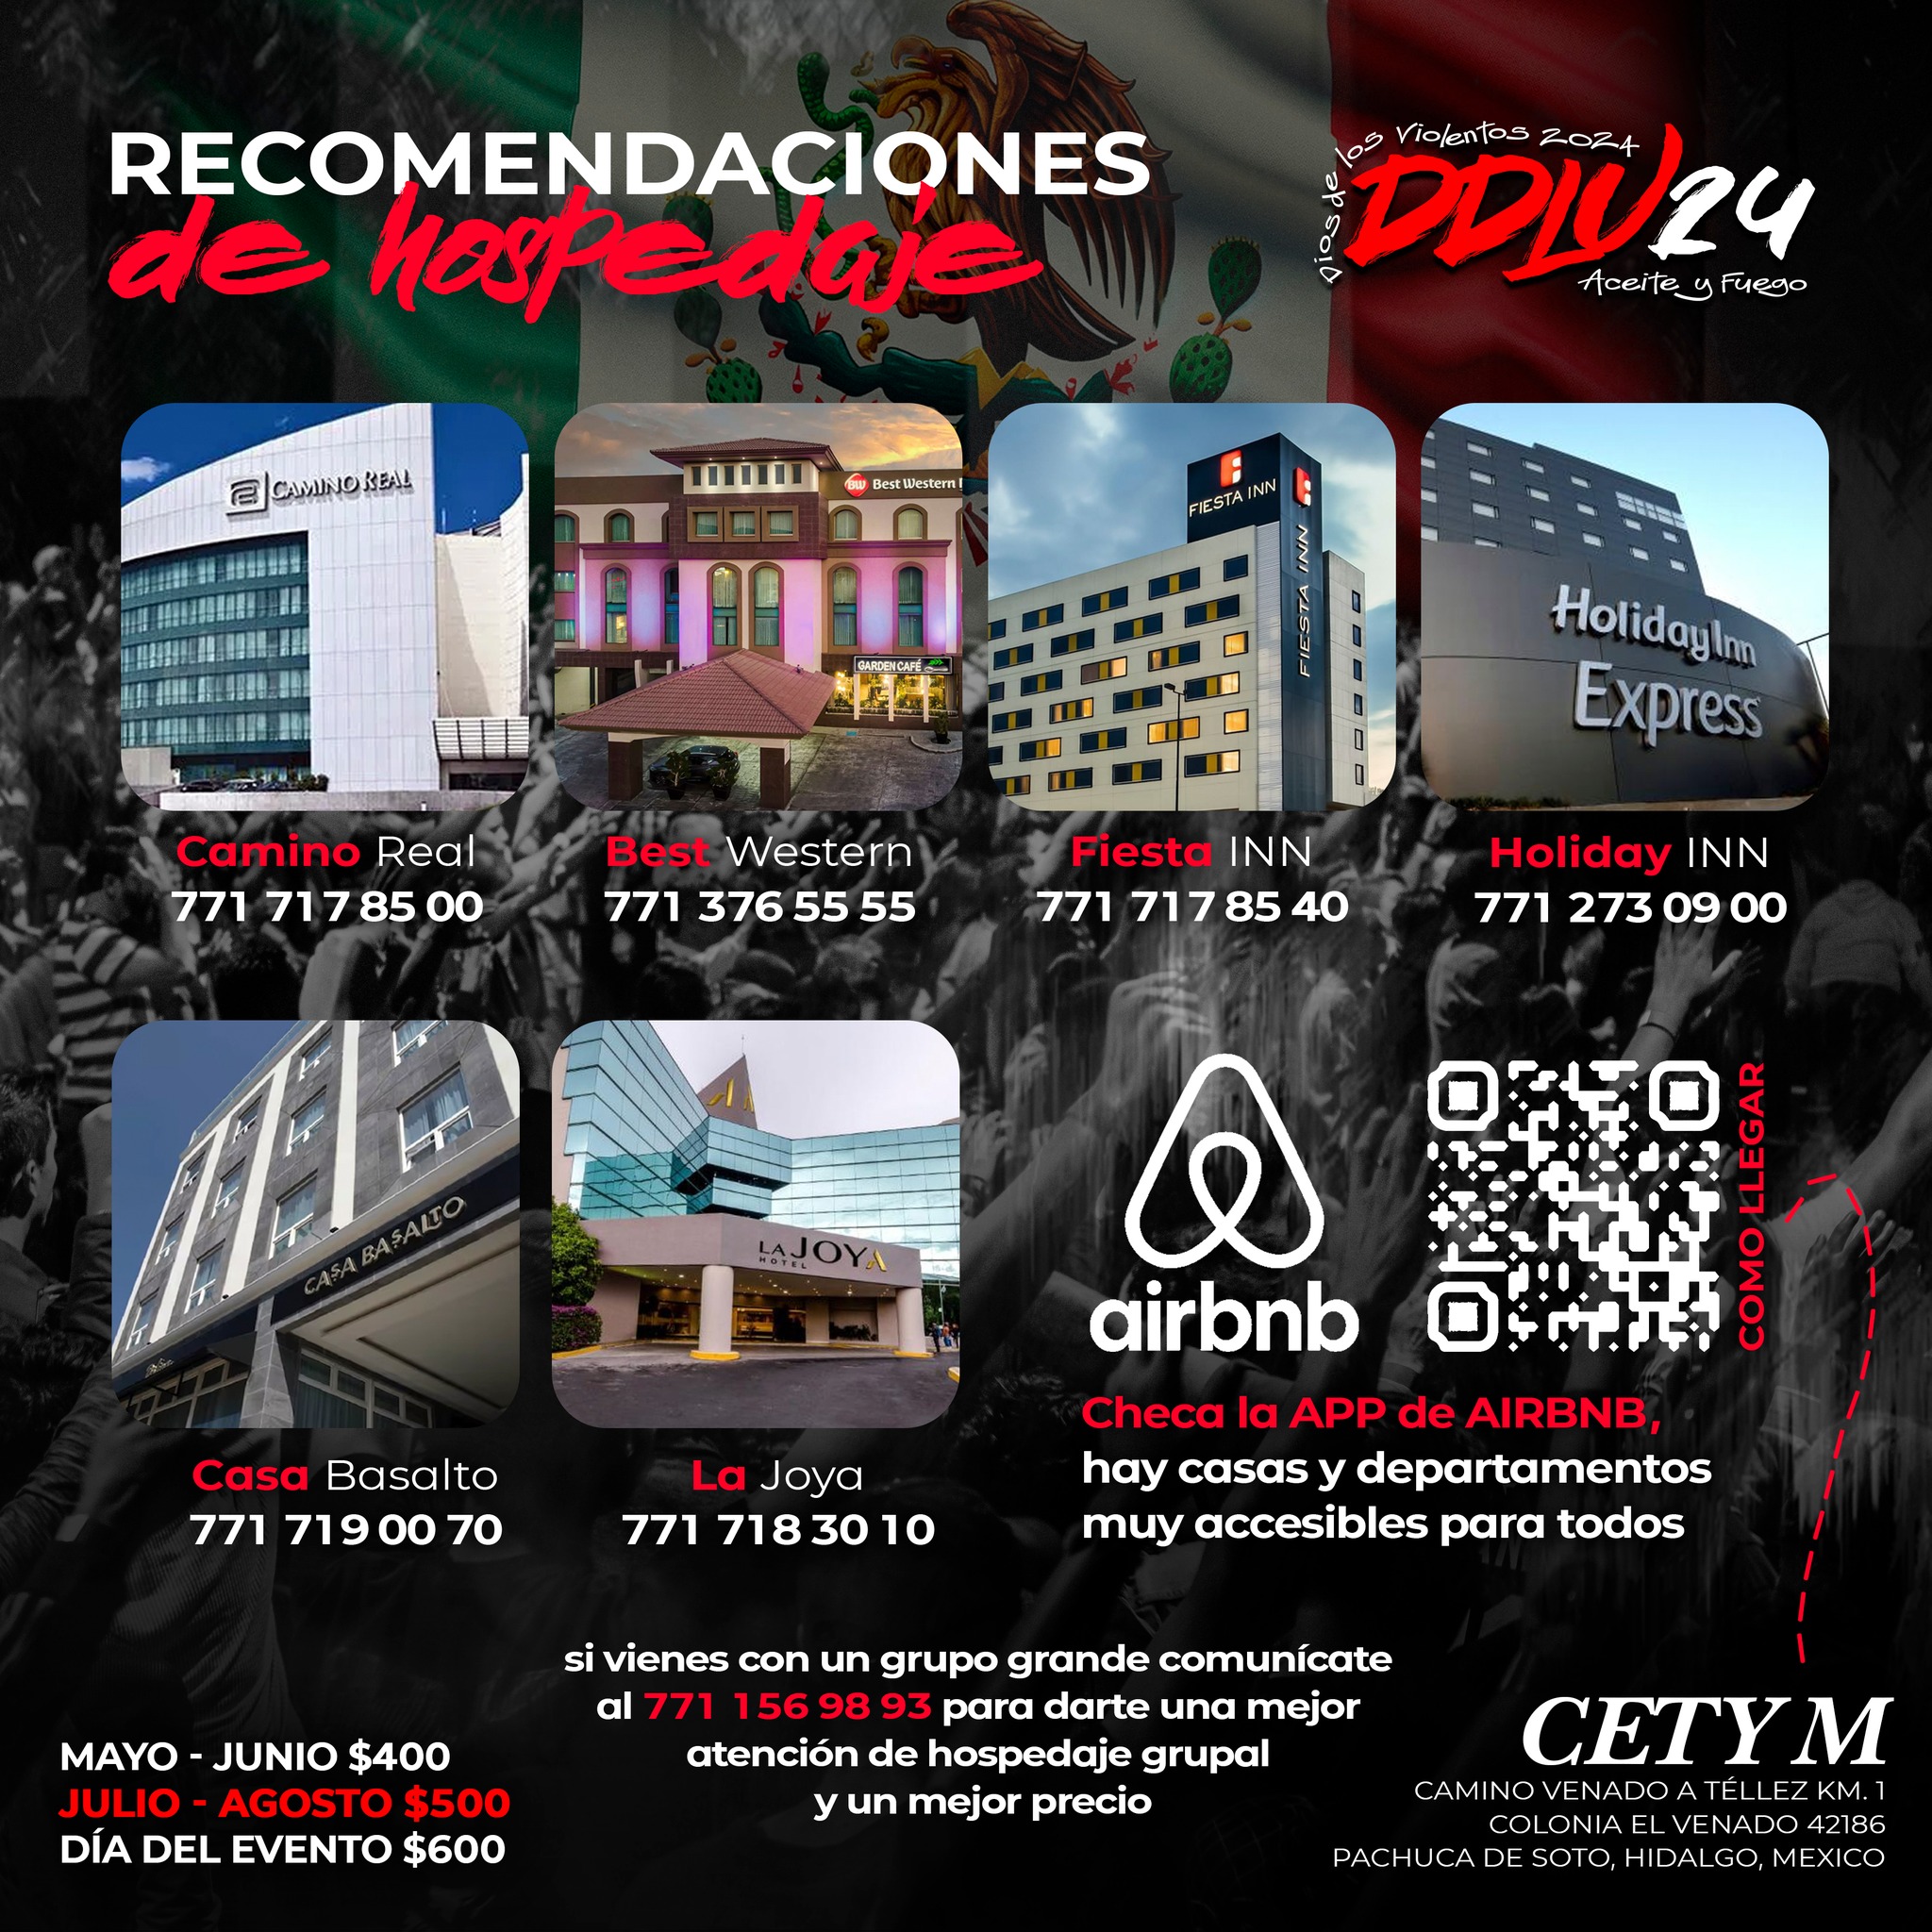 RECOMENDACIONES
de hospedaje
Dios de los Violentos 2024
DDLV24
Aceite y Fuego
CAMINO REAL
BW Best Western
GARDEN CAFÉ
FIESTA INN
FIESTA INN
Holiday Inn
Express
Camino Real
771 717 85 00
Best Western
771 376 55 55
Fiesta INN
771 717 85 40
Holiday INN
771 273 09 00
CASA BASALTO
LA JOYA
HOTEL
airbnb
COMO LLEGAR
Casa Basalto
771 719 00 70
La Joya
771 718 30 10
Checa la APP de AIRBNB,
hay casas y departamentos
muy accesibles para todos
si vienes con un grupo grande comunícate
al 771 156 98 93 para darte una mejor
atención de hospedaje grupal
y un mejor precio
MAYO - JUNIO $400
JULIO - AGOSTO $500
DÍA DEL EVENTO $600
CETY M
CAMINO VENADO A TÉLLEZ KM. 1
COLONIA EL VENADO 42186
PACHUCA DE SOTO, HIDALGO, MEXICO